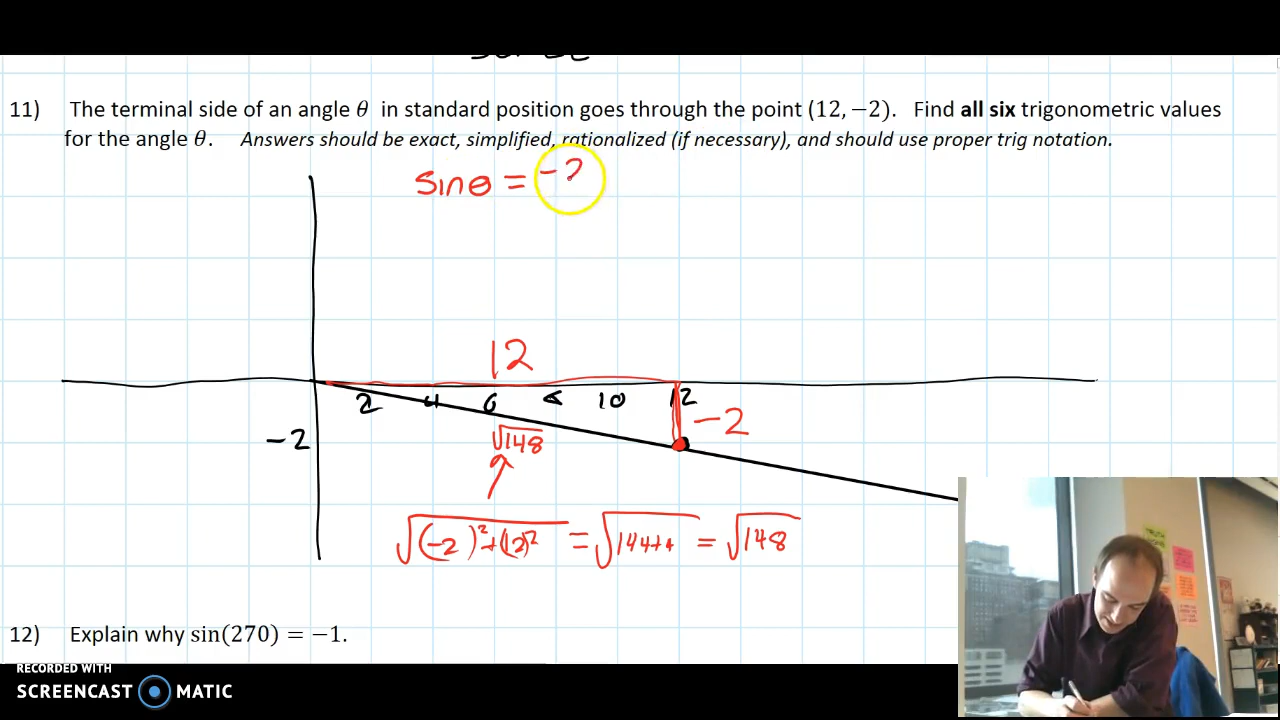 11) The terminal side of an angle θ in standard position goes through the point (12, −2). Find all six trigonometric values
for the angle θ. Answers should be exact, simplified, rationalized (if necessary), and should use proper trig notation.
sinθ = -2
12
2 4 6 8 10 12
-2
-2
√148
√(-2)²+(12)² = √144+4 = √148
12) Explain why sin(270) = −1.
RECORDED WITH
SCREENCAST MATIC